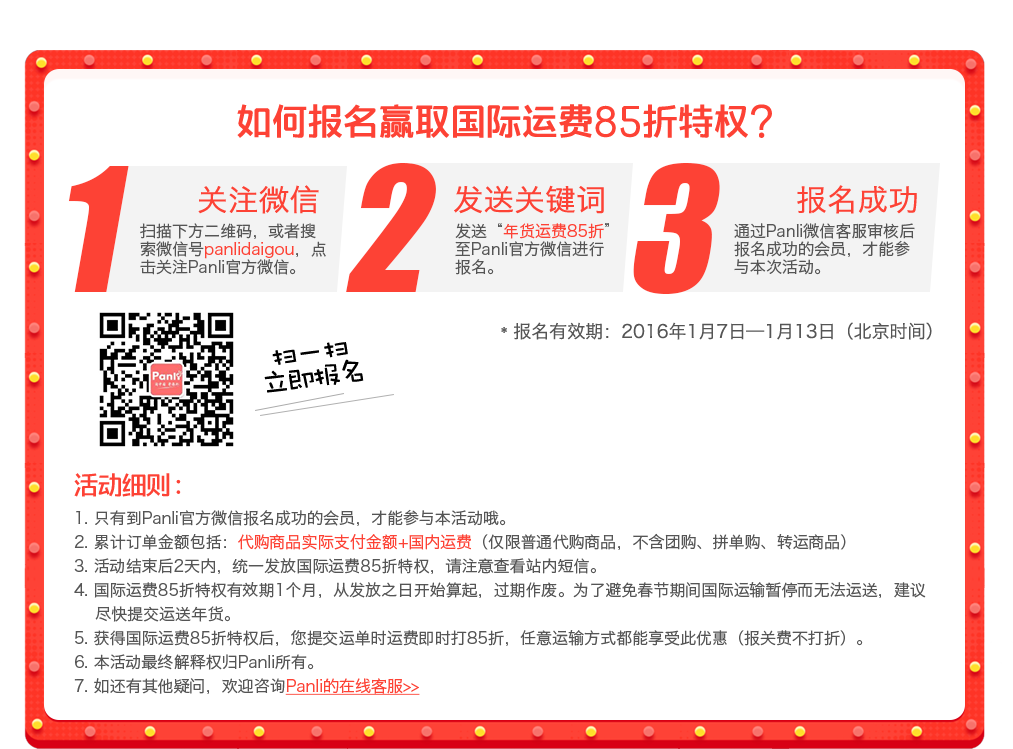 如何报名赢取国际运费85折特权？
1
关注微信
扫描下方二维码，或者搜
索微信号panlidaigou，点
击关注Panli官方微信。
2
发送关键词
发送“年货运费85折”
至Panli官方微信进行
报名。
3
报名成功
通过Panli微信客服审核后
报名成功的会员，才能参
与本次活动。
* 报名有效期：2016年1月7日—1月13日（北京时间）
Panli
扫一扫
立即报名
活动细则：
1. 只有到Panli官方微信报名成功的会员，才能参与本活动哦。
2. 累计订单金额包括：代购商品实际支付金额+国内运费（仅限普通代购商品，不含团购、拼单购、转运商品）
3. 活动结束后2天内，统一发放国际运费85折特权，请注意查看站内短信。
4. 国际运费85折特权有效期1个月，从发放之日开始算起，过期作废。为了避免春节期间国际运输暂停而无法运送，建议
尽快提交运送年货。
5. 获得国际运费85折特权后，您提交运单时运费即时打85折，任意运输方式都能享受此优惠（报关费不打折）。
6. 本活动最终解释权归Panli所有。
7. 如还有其他疑问，欢迎咨询Panli的在线客服>>